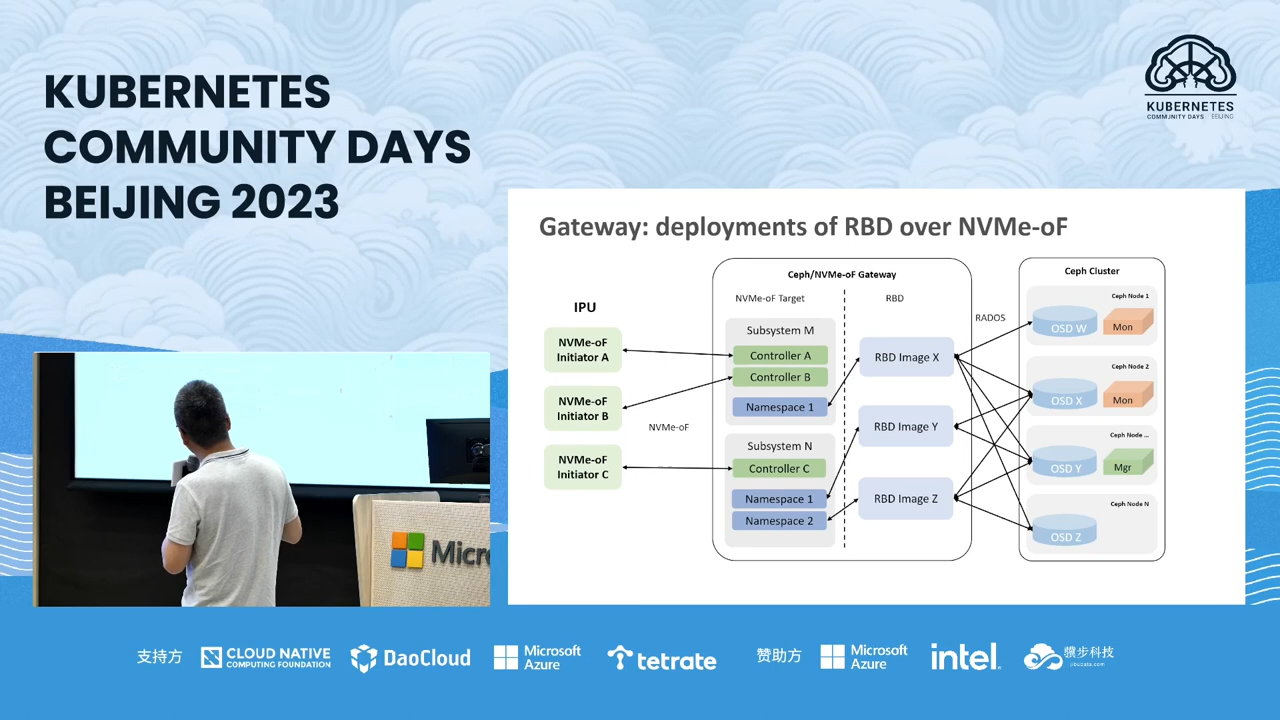 KUBERNETES
COMMUNITY DAYS
BEIJING 2023
KUBERNETES
COMMUNITY DAYS BEIJING
Gateway: deployments of RBD over NVMe-oF
IPU
NVMe-oF
Initiator A
NVMe-oF
Initiator B
NVMe-oF
Initiator C
NVMe-oF
Ceph/NVMe-oF Gateway
NVMe-oF Target
RBD
Subsystem M
Controller A
Controller B
Namespace 1
Subsystem N
Controller C
Namespace 1
Namespace 2
RBD Image X
RBD Image Y
RBD Image Z
RADOS
Ceph Cluster
Ceph Node 1
OSD W
Mon
Ceph Node 2
OSD X
Mon
Ceph Node ...
OSD Y
Mgr
Ceph Node N
OSD Z
Micr
支持方
CLOUD NATIVE
COMPUTING FOUNDATION
DaoCloud
Microsoft
Azure
tetrate
赞助方
Microsoft
Azure
intel.
骥步科技
jibudata.com